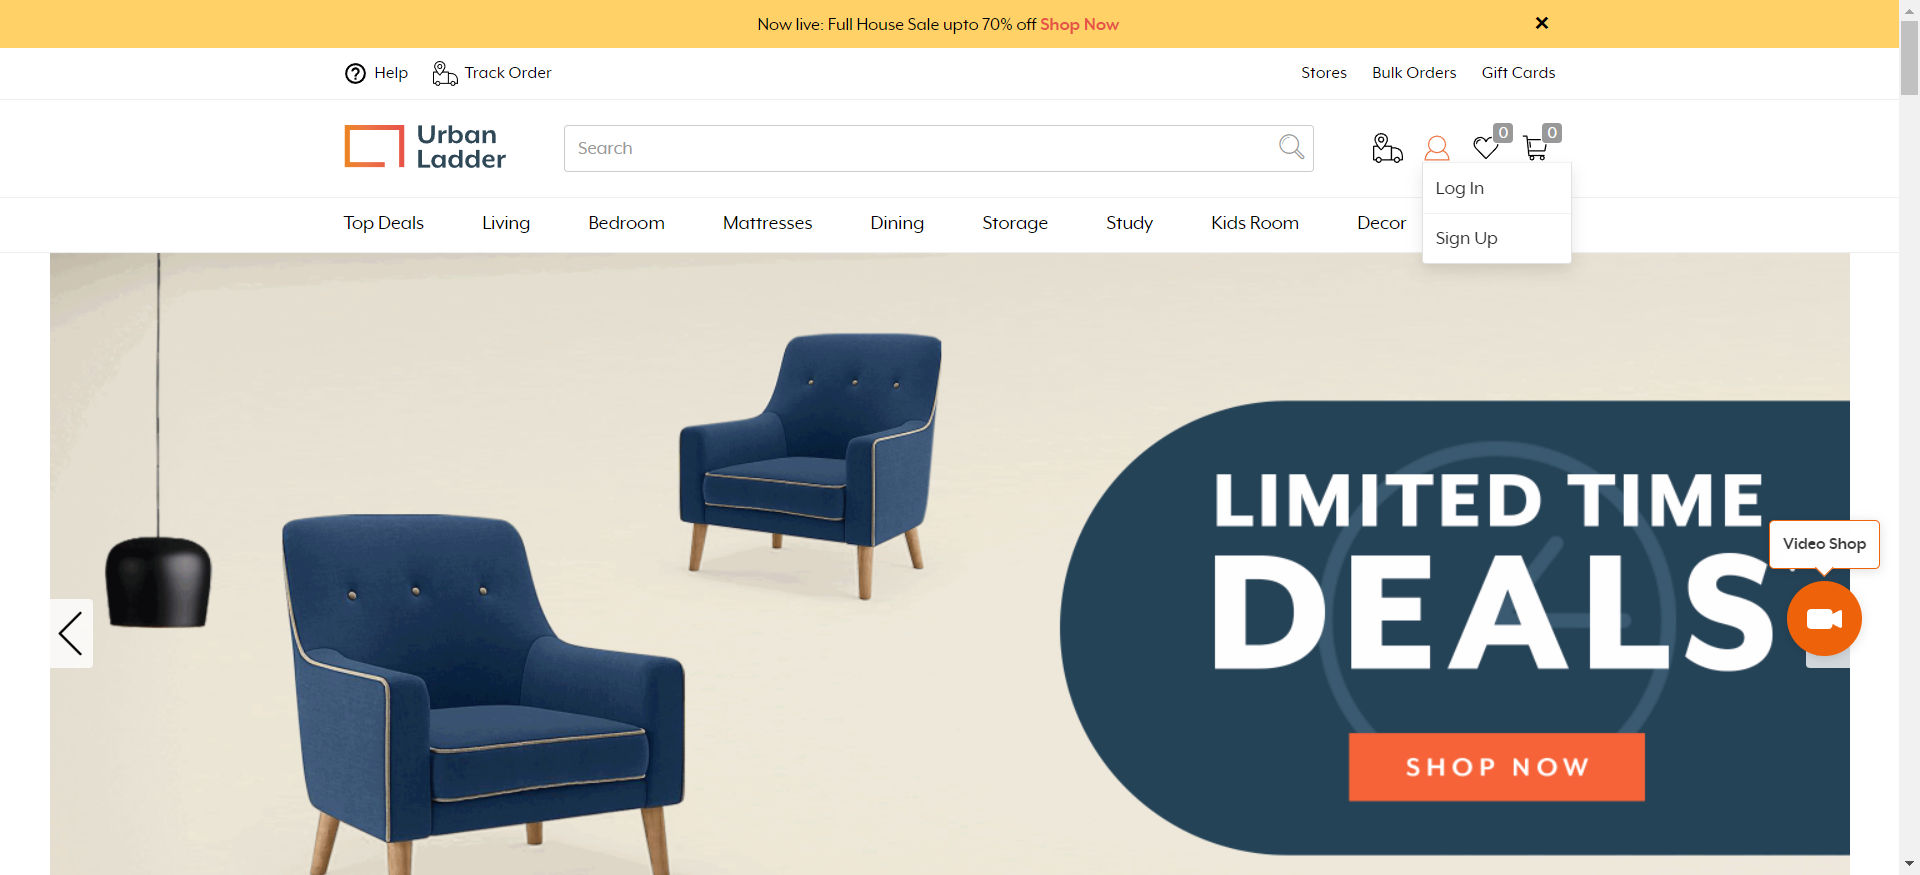 Now live: Full House Sale upto 70% off Shop Now ×
Help Track Order Stores Bulk Orders Gift Cards
Urban
Ladder
Search
0 0
Log In
Sign Up
Top Deals Living Bedroom Mattresses Dining Storage Study Kids Room Decor
LIMITED TIME
DEALS
Video Shop
SHOP NOW